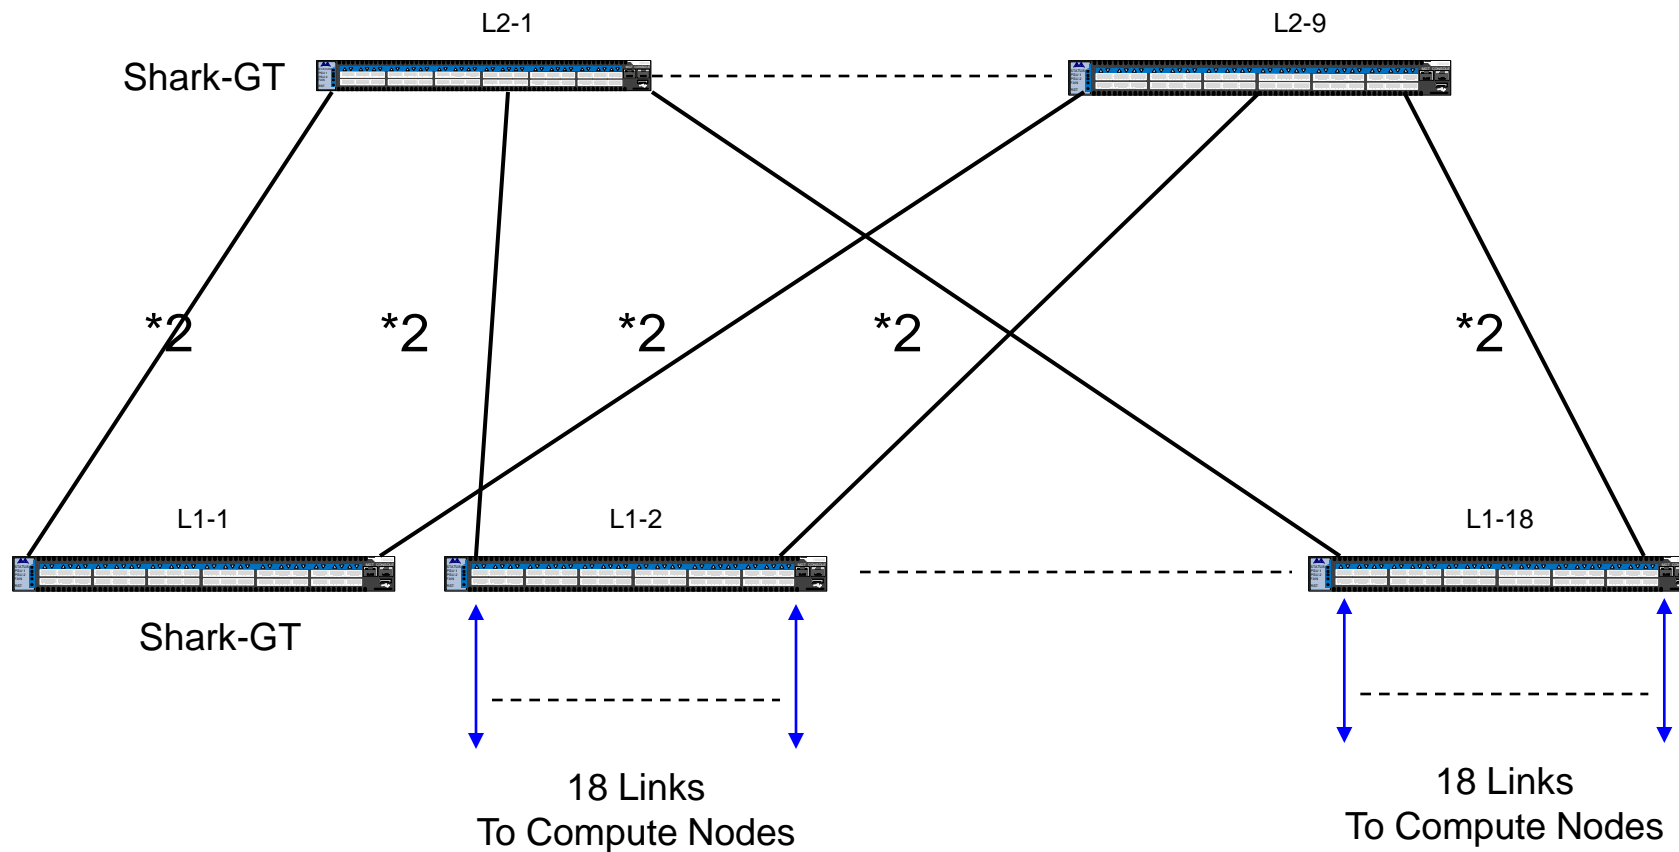 L2-1
L2-9
Shark-GT
*2
*2
*2
*2
*2
L1-1
L1-2
L1-18
Shark-GT
18 Links
To Compute Nodes
18 Links
To Compute Nodes